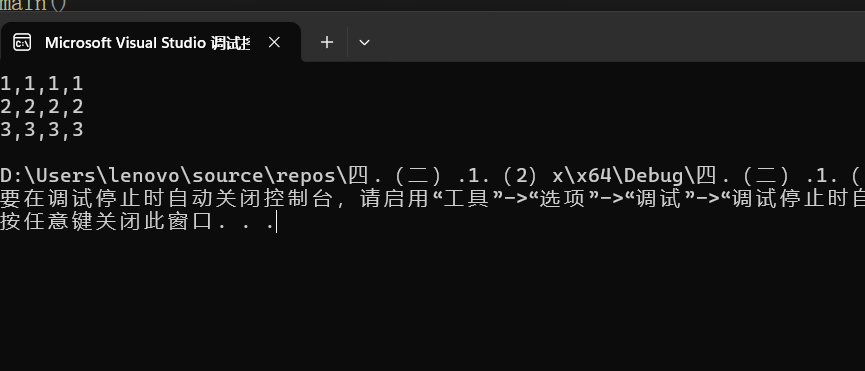 main()
Microsoft Visual Studio 调试
1,1,1,1
2,2,2,2
3,3,3,3
D:\Users\lenovo\source\repos\四.（二）.1.（2）x\x64\Debug\四.（二）.1.（
要在调试停止时自动关闭控制台，请启用“工具”->“选项”->“调试”->“调试停止时自
按任意键关闭此窗口. . .